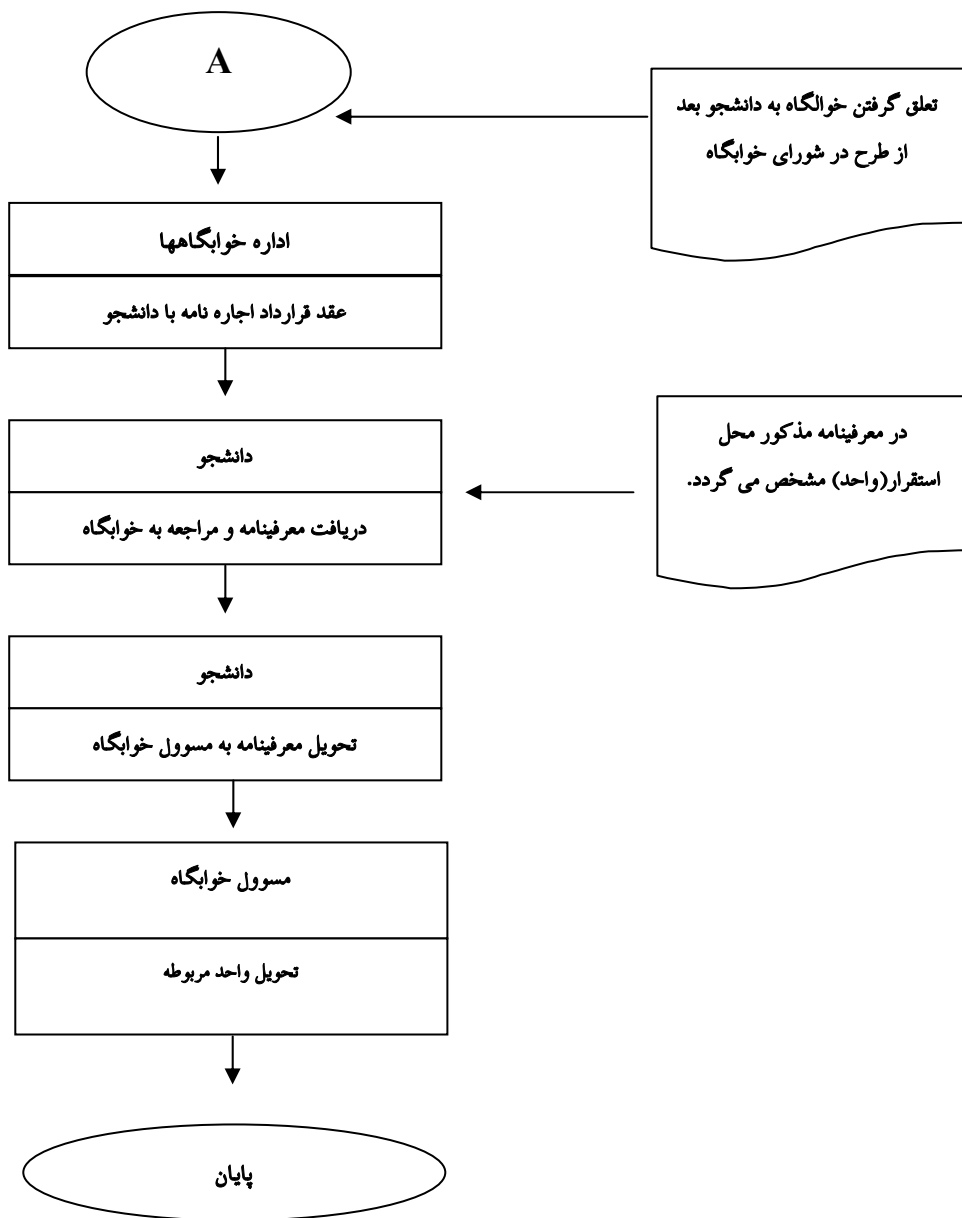 A
تعلق گرفتن خوالگاه به دانشجو بعد
از طرح در شورای خوابگاه
اداره خوابگاهها
عقد قرارداد اجاره نامه با دانشجو
دانشجو
دریافت معرفینامه و مراجعه به خوابگاه
در معرفینامه مذکور محل
استقرار(واحد) مشخص می گردد.
دانشجو
تحویل معرفینامه به مسوول خوابگاه
مسوول خوابگاه
تحویل واحد مربوطه
پایان